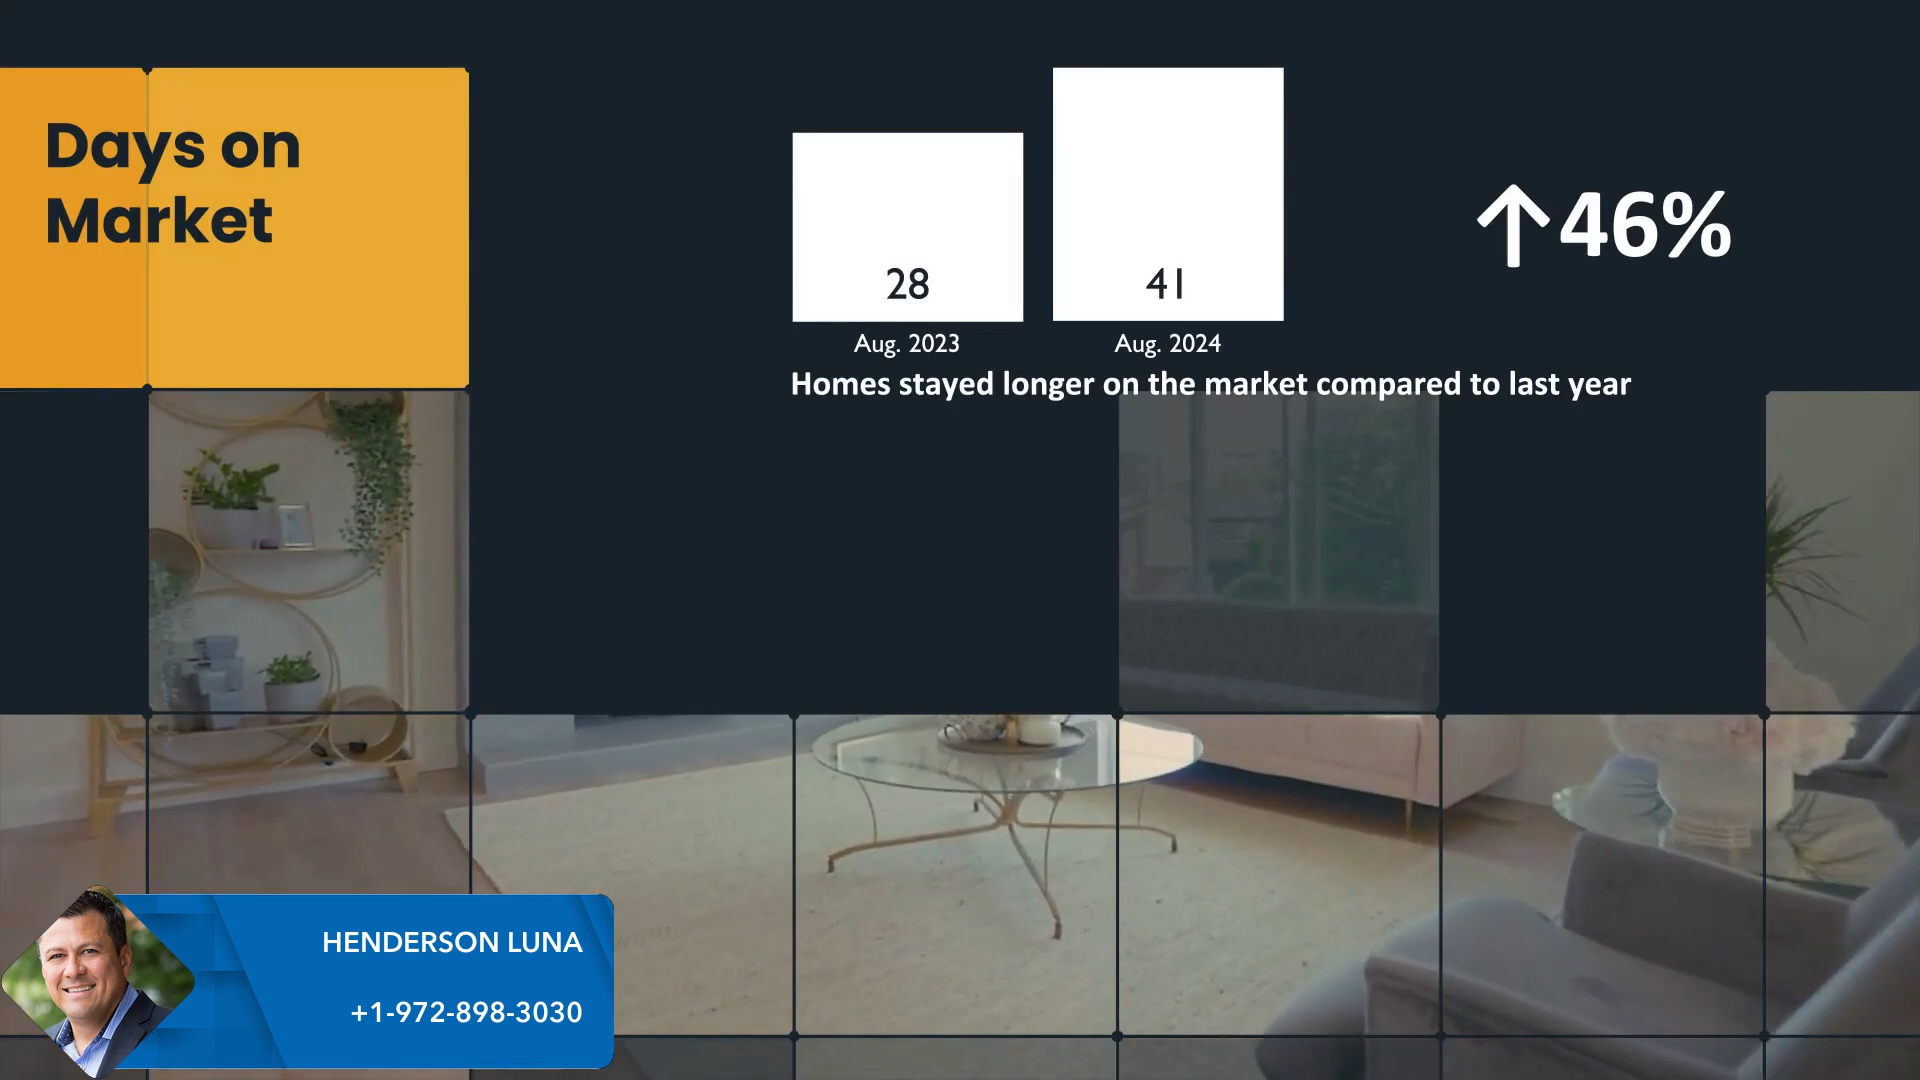 Days on
Market
28
41
Aug. 2023
Aug. 2024
↑46%
Homes stayed longer on the market compared to last year
HENDERSON LUNA
+1-972-898-3030